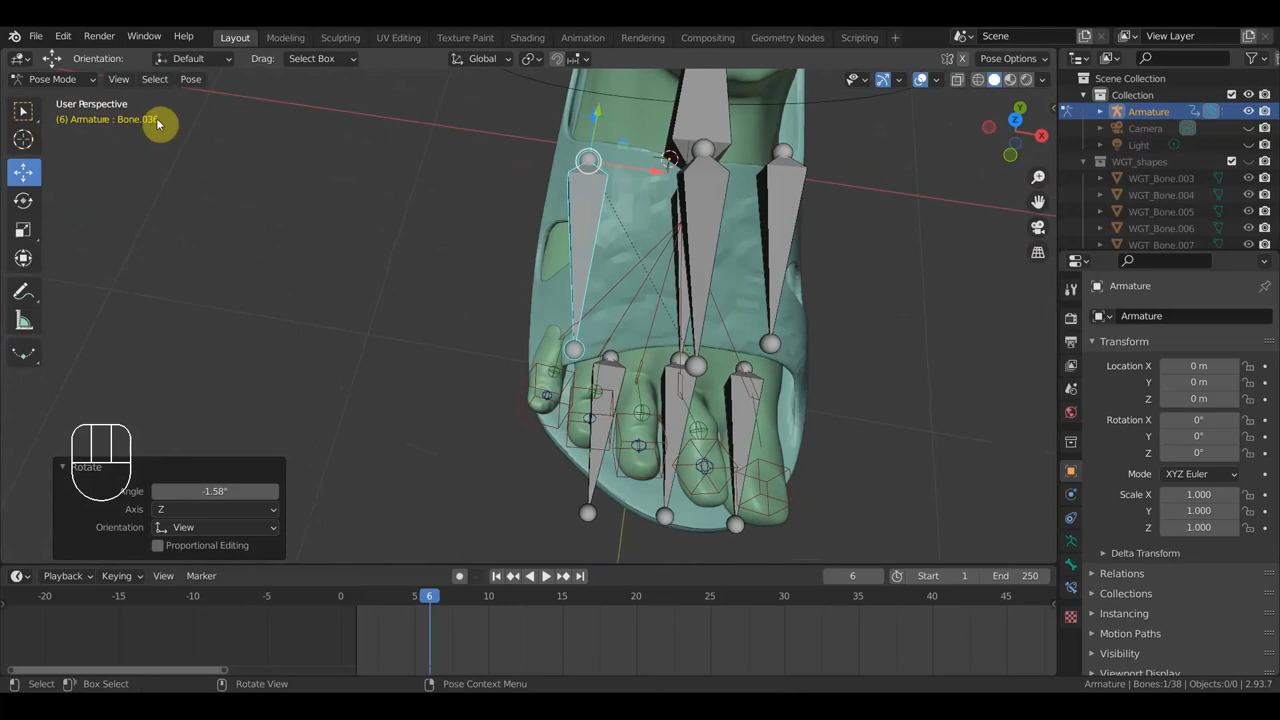 File Edit Render Window Help Layout Modeling Sculpting UV Editing Texture Paint Shading Animation Rendering Compositing Geometry Nodes Scripting + Scene View Layer
Orientation: Default Drag: Select Box Global Pose Options
Pose Mode View Select Pose
User Perspective
(6) Armature : Bone.036
X Y Z
Scene Collection
Collection
Armature
Camera
Light
WGT_shapes
WGT_Bone.003
WGT_Bone.004
WGT_Bone.005
WGT_Bone.006
WGT_Bone.007
Armature
Armature
Transform
Location X 0 m
Y 0 m
Z 0 m
Rotation X 0°
Y 0°
Z 0°
Mode XYZ Euler
Scale X 1.000
Y 1.000
Z 1.000
Delta Transform
Relations
Collections
Instancing
Motion Paths
Visibility
Viewport Display
Rotate
Angle -1.58°
Axis Z
Orientation View
Proportional Editing
Playback Keying View Marker 6 Start 1 End 250
-20 -15 -10 -5 0 5 6 10 15 20 25 30 35 40 45
Select Box Select Rotate View Pose Context Menu Armature | Bones:1/38 | Objects:0/0 | 2.93.7